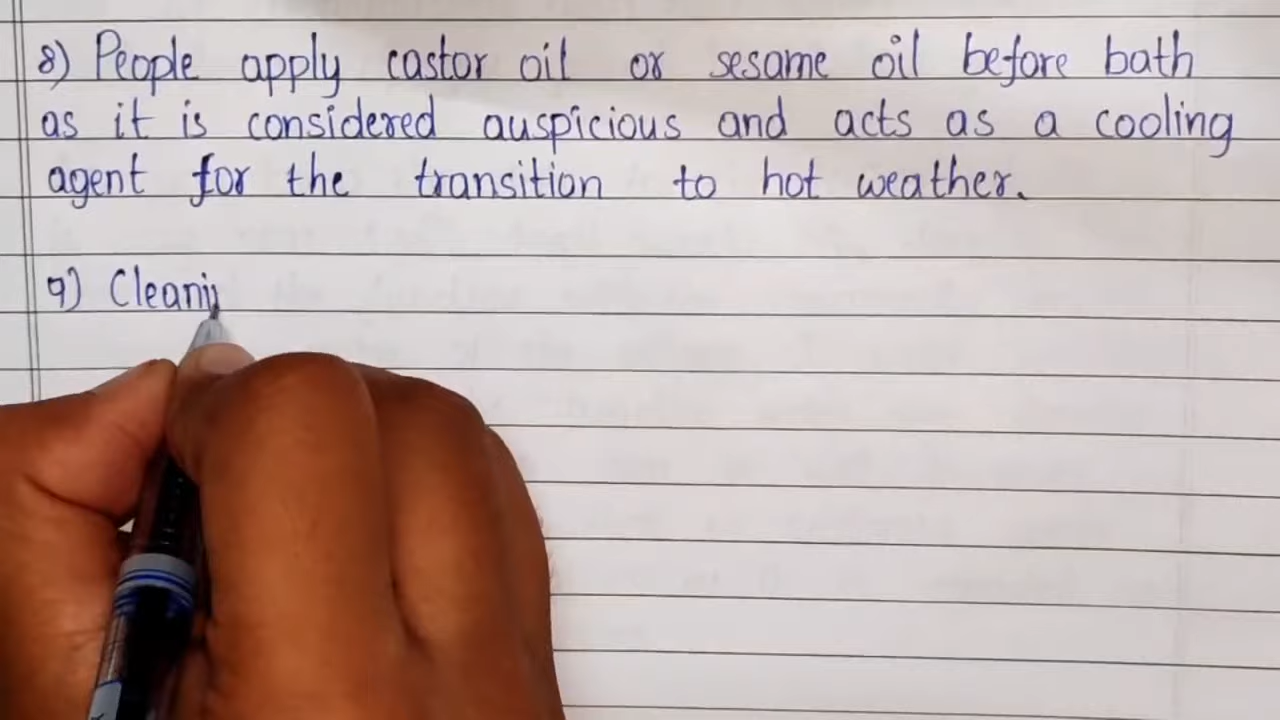 8) People apply castor oil or sesame oil before bath
as it is considered auspicious and acts as a cooling
agent for the transition to hot weather.
9) Cleani